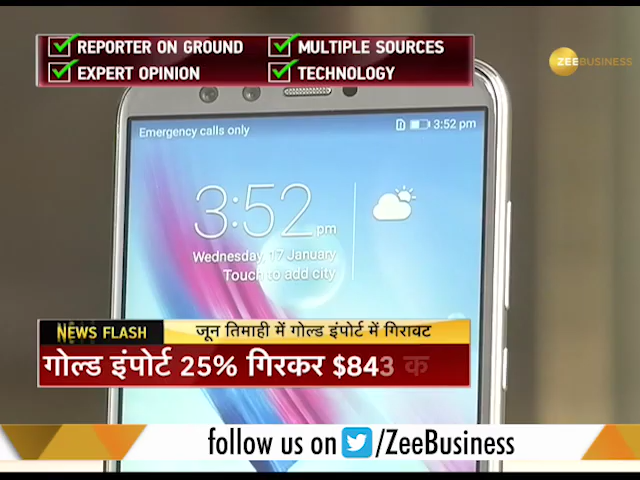 REPORTER ON GROUND
MULTIPLE SOURCES
EXPERT OPINION
TECHNOLOGY
ZEEBUSINESS
Emergency calls only
3:52 pm
3:52 pm
Wednesday, 17 January
Touch to add city
NEWS FLASH
जून तिमाही में गोल्ड इंपोर्ट में गिरावट
गोल्ड इंपोर्ट 25% गिरकर $843 क
follow us on /ZeeBusiness